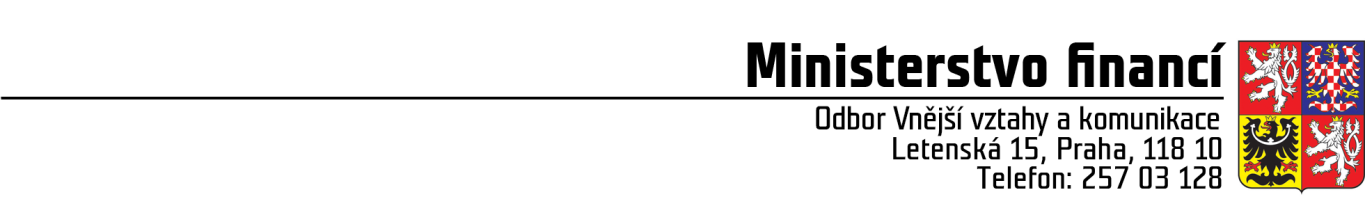 Ministerstvo financí
Odbor Vnější vztahy a komunikace
Letenská 15, Praha, 118 10
Telefon: 257 03 128